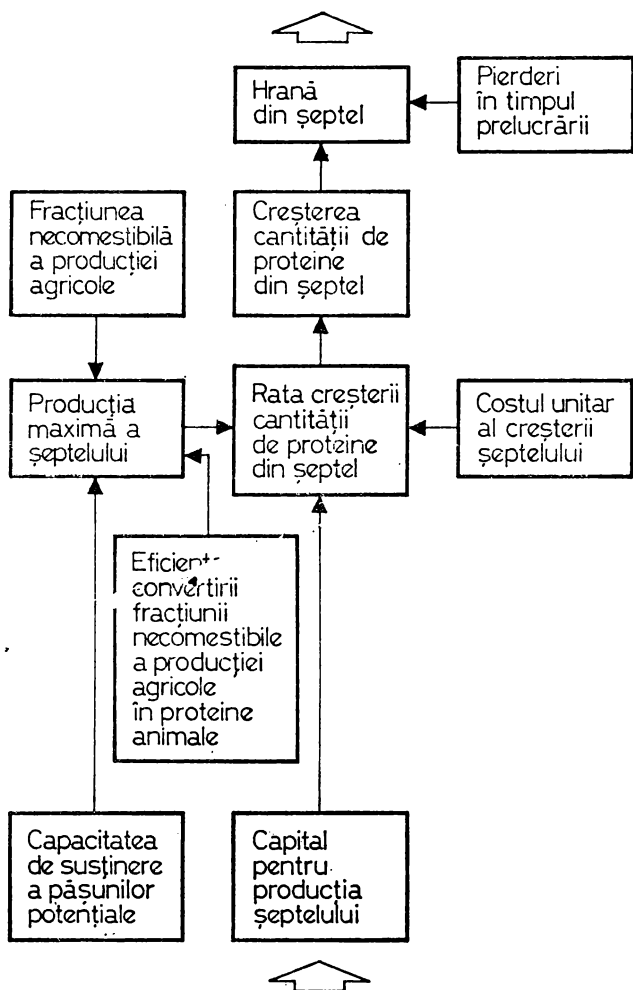 Hrană
din șeptel
Pierderi
în timpul
prelucrării
Fracțiunea
necomestibilă
a producției
agricole
Creșterea
cantității de
proteine
din șeptel
Producția
maximă a
șeptelului
Rata creșterii
cantității
de proteine
din șeptel
Costul unitar
al creșterii
șeptelului
convertirii
fracțiunii
necomestibile
a producției
agricole
în proteine
animale
Capacitatea
de susținere
a pășunilor
potențiale
Capital
pentru
producția
șeptelului